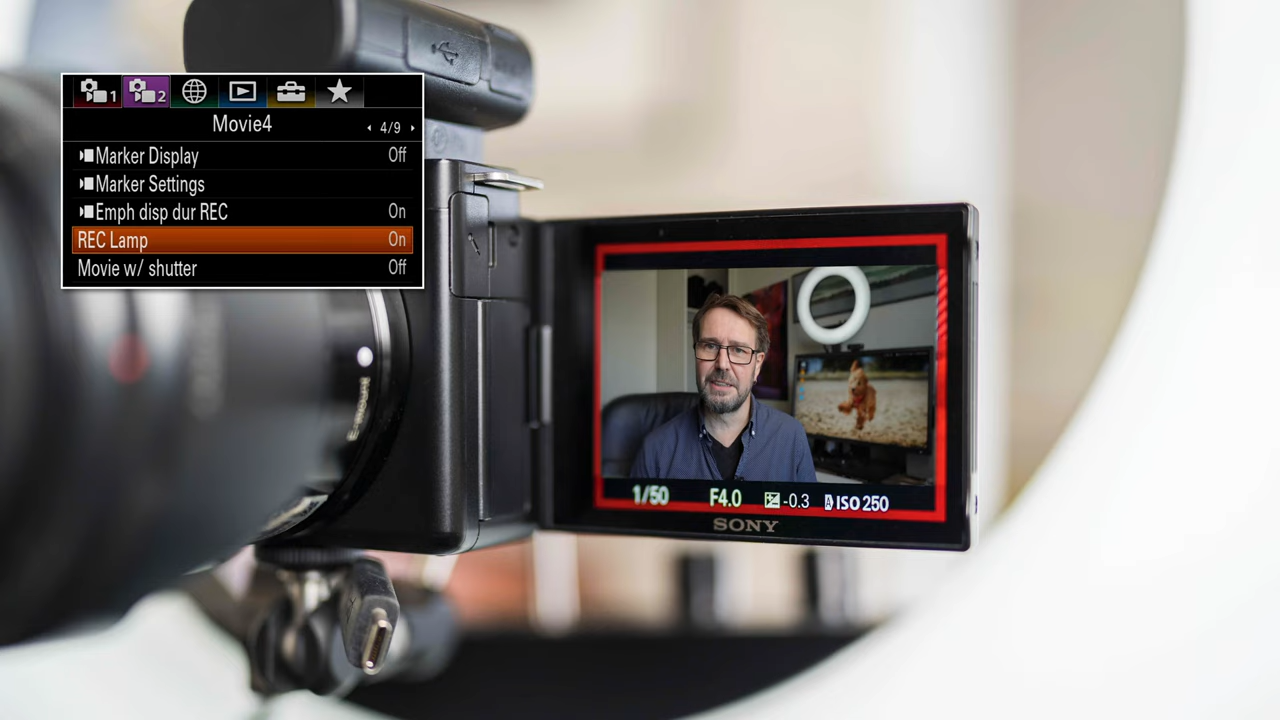 1 2
Movie4 4/9
Marker Display Off
Marker Settings
Emph disp dur REC On
REC Lamp On
Movie w/ shutter Off
1/50 F4.0 -0.3 A ISO 250
SONY